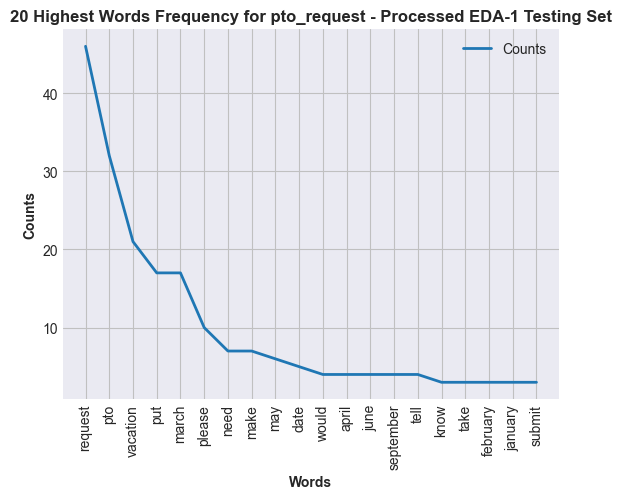 20 Highest Words Frequency for pto_request - Processed EDA-1 Testing Set
Counts
40
30
20
10
Counts
request
pto
vacation
put
march
please
need
make
may
date
would
april
june
september
tell
know
take
february
january
submit
Words